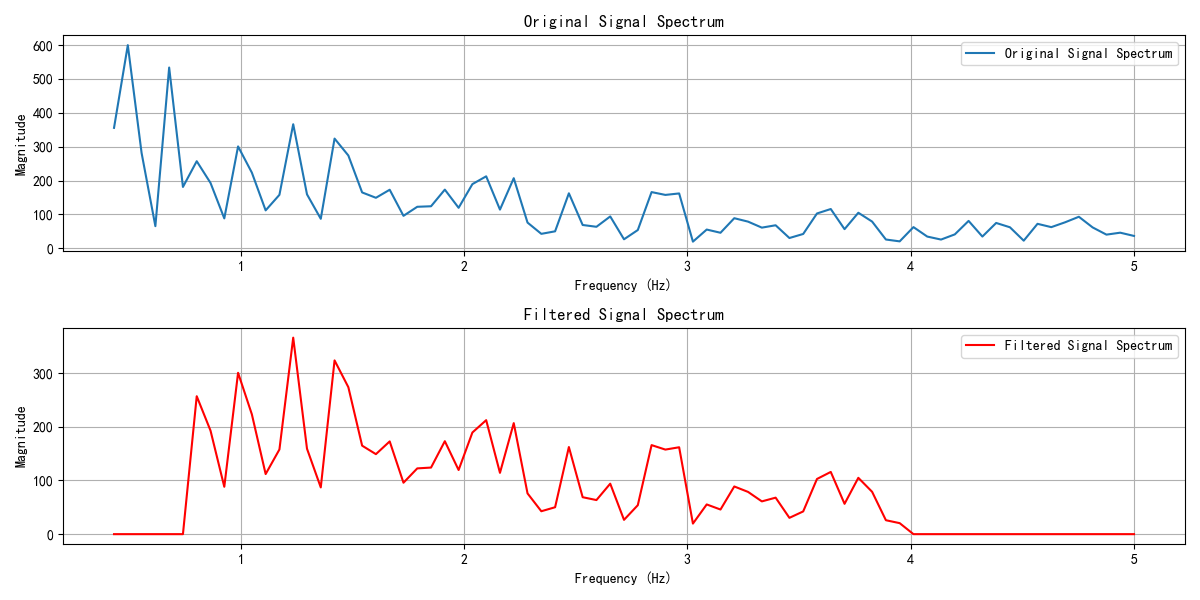 Original Signal Spectrum
Original Signal Spectrum
600
500
400
300
200
100
0
Magnitude
1 2 3 4 5
Frequency (Hz)
Filtered Signal Spectrum
Filtered Signal Spectrum
300
200
100
0
Magnitude
1 2 3 4 5
Frequency (Hz)